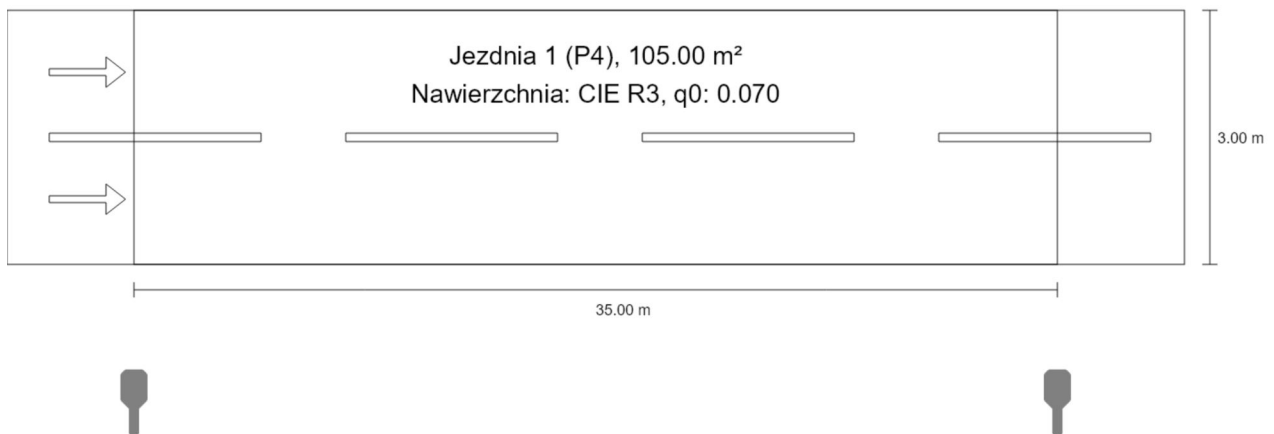 Jezdnia 1 (P4), 105.00 m²
Nawierzchnia: CIE R3, q0: 0.070
3.00 m
35.00 m